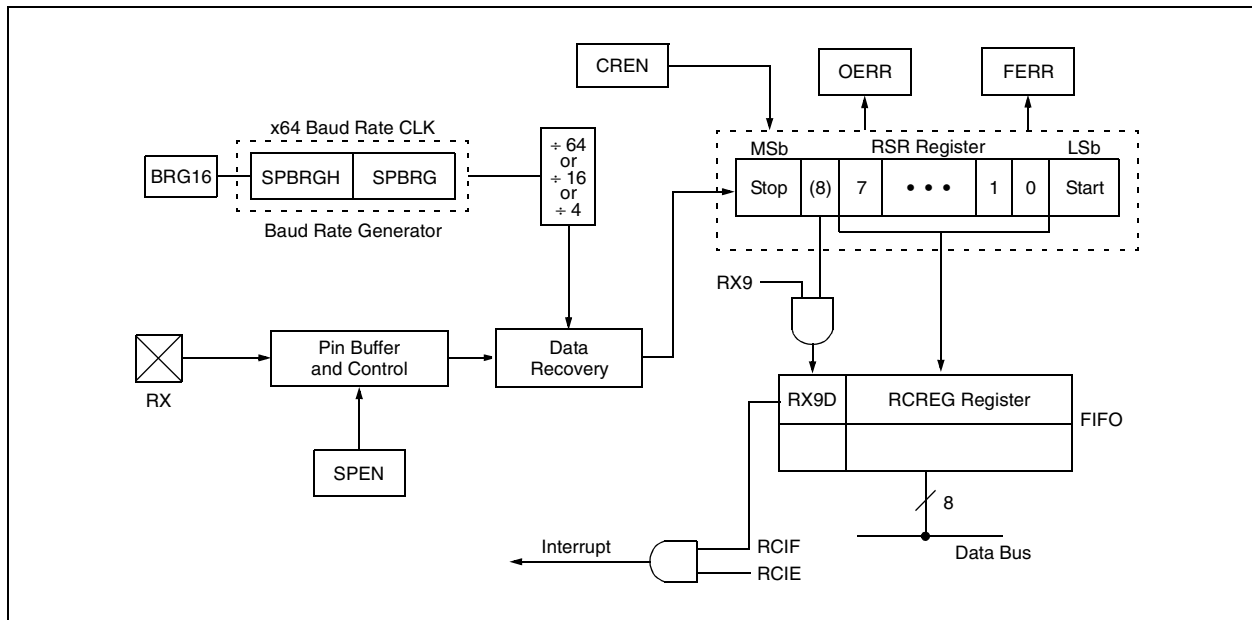 CREN
OERR
FERR
x64 Baud Rate CLK
÷ 64
or
÷ 16
or
÷ 4
MSb
RSR Register
LSb
BRG16
SPBRGH
SPBRG
Stop
(8)
7
• • •
1
0
Start
Baud Rate Generator
RX9
Pin Buffer
and Control
Data
Recovery
RX
RX9D
RCREG Register
FIFO
SPEN
8
Interrupt
RCIF
RCIE
Data Bus